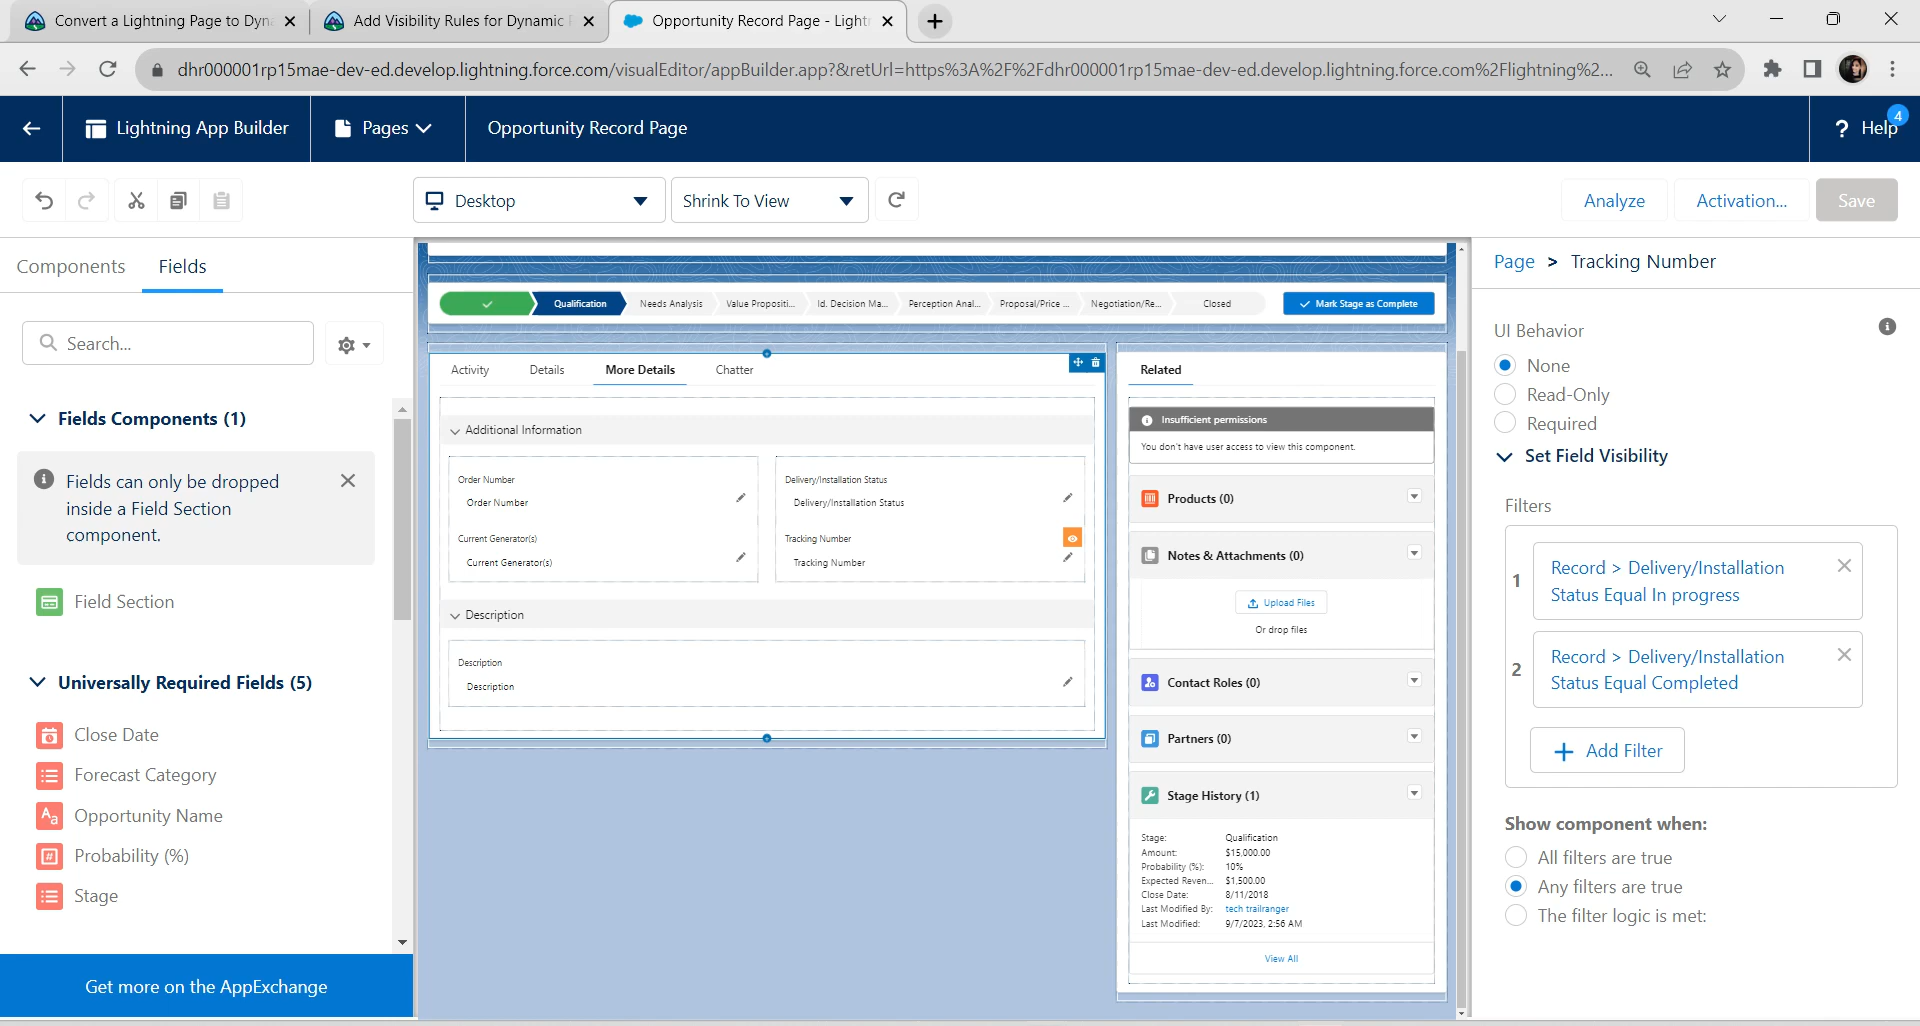 Convert a Lightning Page to Dyn
Add Visibility Rules for Dynamic F
Opportunity Record Page - Light
dhr000001rp15mae-dev-ed.develop.lightning.force.com/visualEditor/appBuilder.app?&retUrl=https%3A%2F%2Fdhr000001rp15mae-dev-ed.develop.lightning.force.com%2Flightning%2...
Lightning App Builder
Pages
Opportunity Record Page
? Help
4
Desktop
Shrink To View
Analyze
Activation...
Save
Components
Fields
Search...
Fields Components (1)
Fields can only be dropped
inside a Field Section
component.
Field Section
Universally Required Fields (5)
Close Date
Forecast Category
Aa Opportunity Name
# Probability (%)
Stage
Get more on the AppExchange
Qualification
Needs Analysis
Value Propositi...
Id. Decision Ma...
Perception Anal...
Proposal/Price ...
Negotiation/Re...
Closed
Mark Stage as Complete
Activity
Details
More Details
Chatter
Additional Information
Order Number
Order Number
Current Generator(s)
Current Generator(s)
Delivery/Installation Status
Delivery/Installation Status
Tracking Number
Tracking Number
Description
Description
Description
Related
Insufficient permissions
You don't have user access to view this component.
Products (0)
Notes & Attachments (0)
Upload Files
Or drop files
Contact Roles (0)
Partners (0)
Stage History (1)
Stage: Qualification
Amount: $15,000.00
Probability (%): 10%
Expected Reven... $1,500.00
Close Date: 8/11/2018
Last Modified By: tech trailranger
Last Modified: 9/7/2023, 2:56 AM
View All
Page > Tracking Number
UI Behavior
None
Read-Only
Required
Set Field Visibility
Filters
1
Record > Delivery/Installation
Status Equal In progress
2
Record > Delivery/Installation
Status Equal Completed
+ Add Filter
Show component when:
All filters are true
Any filters are true
The filter logic is met: